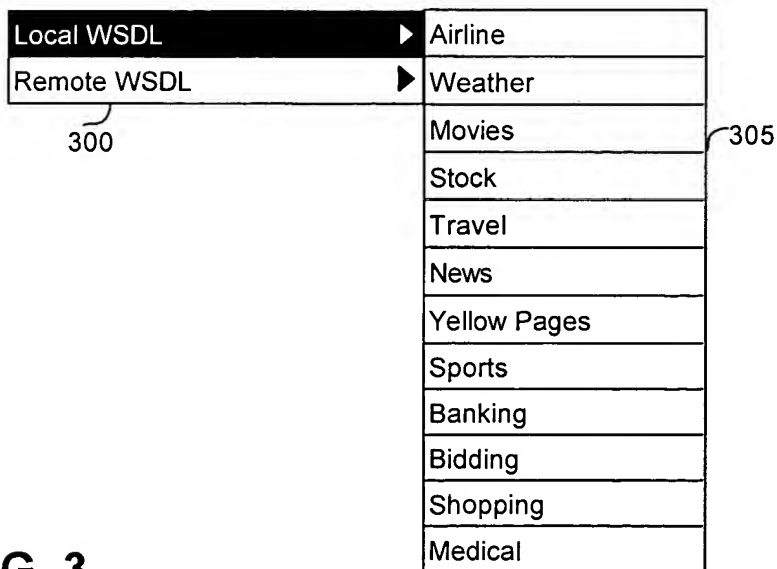 Local WSDL
Remote WSDL
300
Airline
Weather
Movies
305
Stock
Travel
News
Yellow Pages
Sports
Banking
Bidding
Shopping
Medical
G. 3